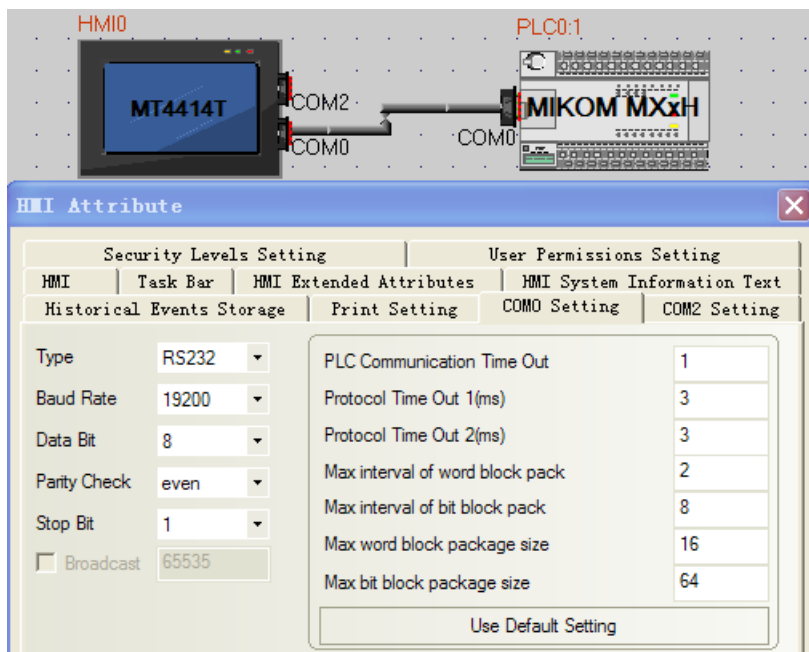 HMI0
PLC0:1
MT4414T
COM2
COM0
COM0
MIKOM MXxH
HMI Attribute
Security Levels Setting
User Permissions Setting
HMI
Task Bar
HMI Extended Attributes
HMI System Information Text
Historical Events Storage
Print Setting
COM0 Setting
COM2 Setting
Type RS232
Baud Rate 19200
Data Bit 8
Parity Check even
Stop Bit 1
Broadcast 65535
PLC Communication Time Out 1
Protocol Time Out 1(ms) 3
Protocol Time Out 2(ms) 3
Max interval of word block pack 2
Max interval of bit block pack 8
Max word block package size 16
Max bit block package size 64
Use Default Setting